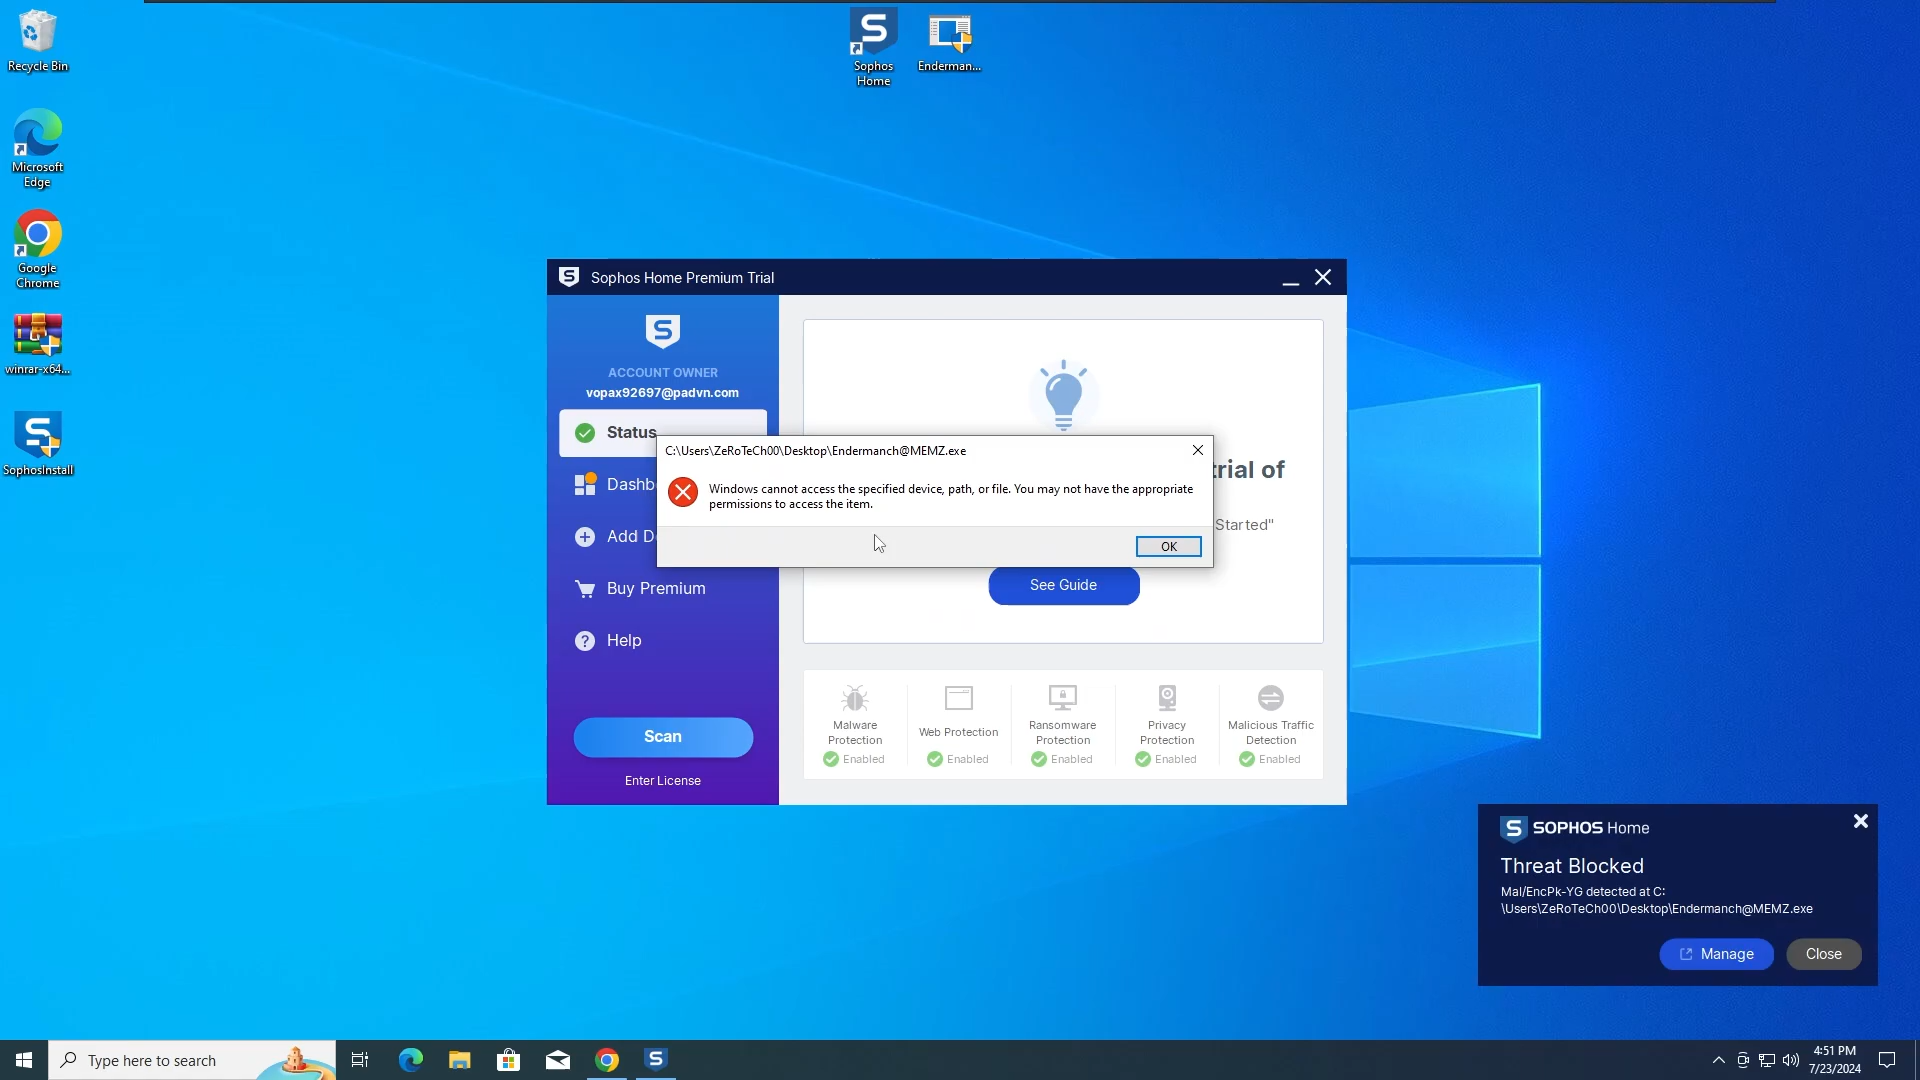 Recycle Bin
Sophos
Home
Enderman...
Microsoft
Edge
Google
Chrome
winrar-x64...
SophosInstall
Sophos Home Premium Trial
ACCOUNT OWNER
vopax92697@padvn.com
Status
Dashb
Add D
Buy Premium
Help
Scan
Enter License
trial of
Started"
See Guide
C:\Users\ZeRoTeCh00\Desktop\Endermanch@MEMZ.exe
Windows cannot access the specified device, path, or file. You may not have the appropriate
permissions to access the item.
OK
Malware
Protection
Enabled
Web Protection
Enabled
Ransomware
Protection
Enabled
Privacy
Protection
Enabled
Malicious Traffic
Detection
Enabled
SOPHOS Home
Threat Blocked
Mal/EncPk-YG detected at C:
\Users\ZeRoTeCh00\Desktop\Endermanch@MEMZ.exe
Manage
Close
Type here to search
4:51 PM
7/23/2024